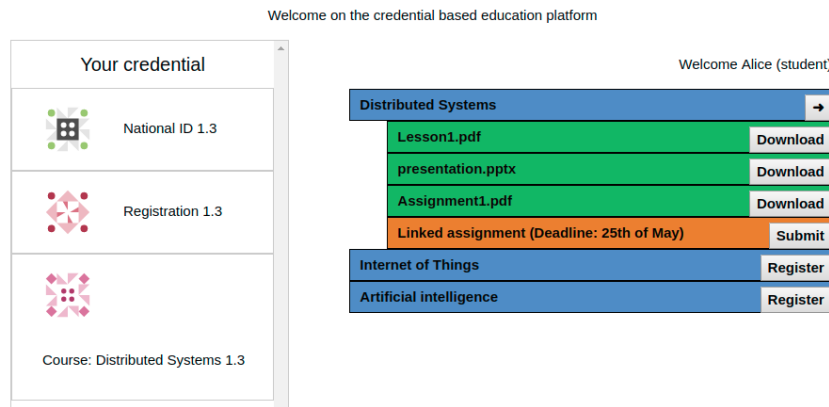 Welcome on the credential based education platform
Your credential
National ID 1.3
Registration 1.3
Course: Distributed Systems 1.3
Welcome Alice (student)
Distributed Systems ➜
Lesson1.pdf Download
presentation.pptx Download
Assignment1.pdf Download
Linked assignment (Deadline: 25th of May) Submit
Internet of Things Register
Artificial intelligence Register